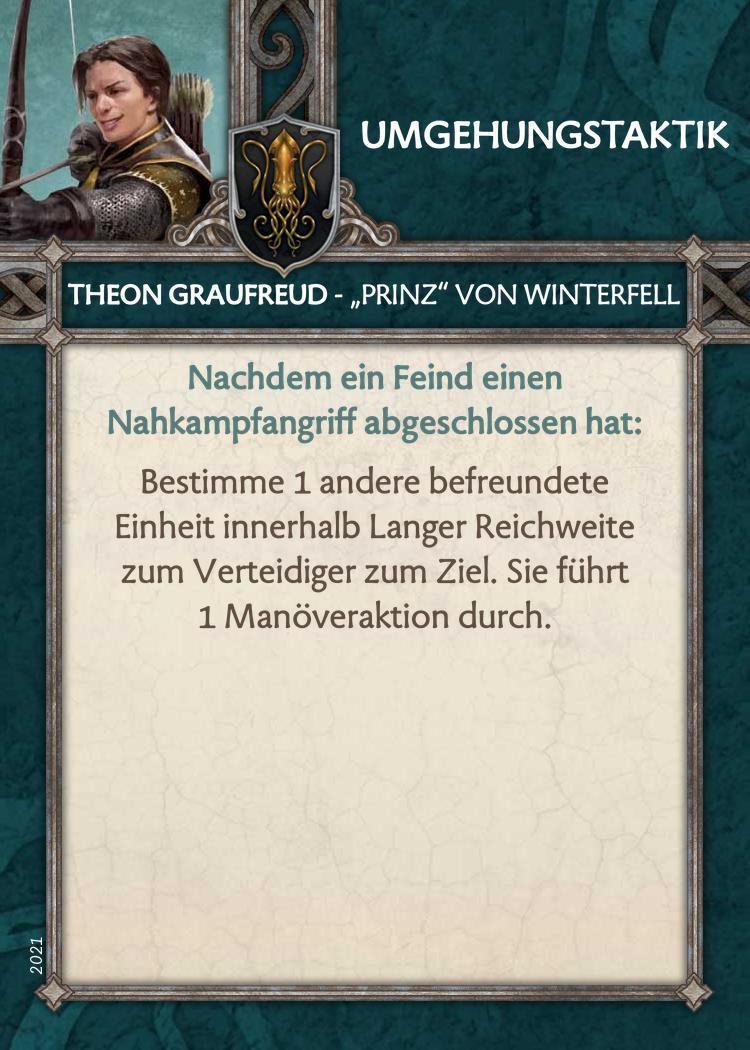 UMGEHUNGSTAKTIK
THEON GRAUFREUD - „PRINZ“ VON WINTERFELL
Nachdem ein Feind einen
Nahkampfangriff abgeschlossen hat:
Bestimme 1 andere befreundete
Einheit innerhalb Langer Reichweite
zum Verteidiger zum Ziel. Sie führt
1 Manöveraktion durch.
2021